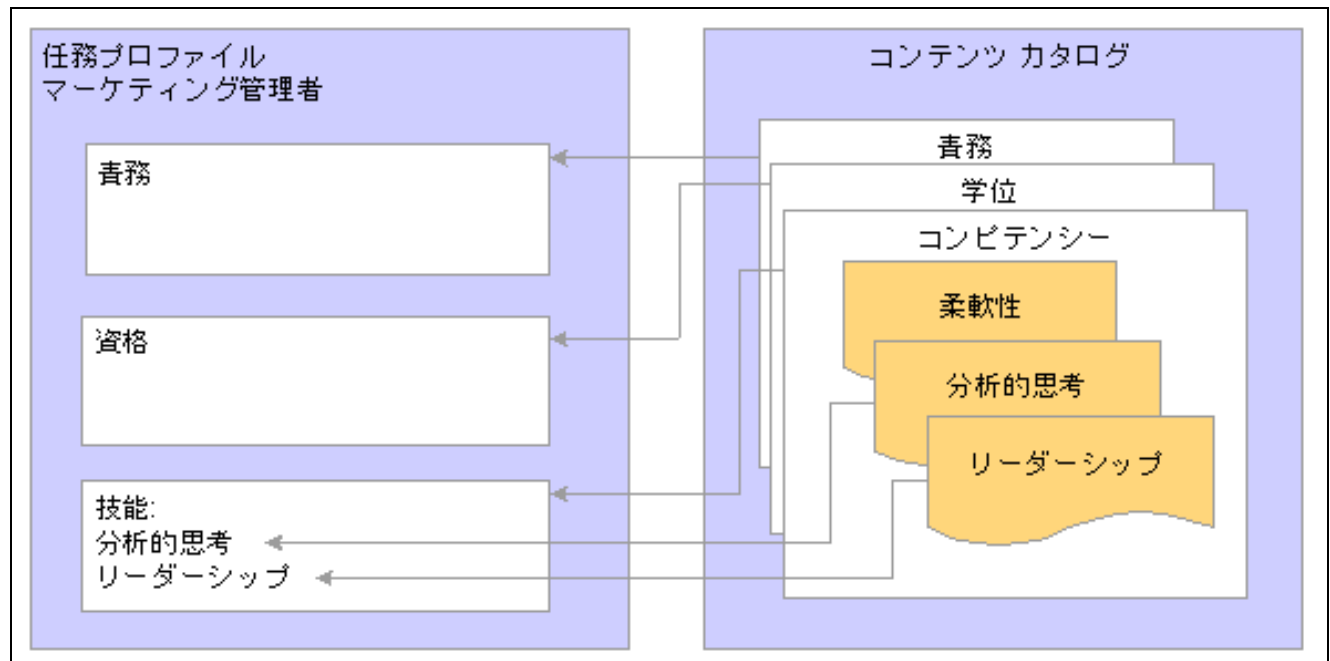 任務プロファイル
マーケティング管理者
責務
資格
技能:
分析的思考
リーダーシップ
コンテンツ カタログ
責務
学位
コンピテンシー
柔軟性
分析的思考
リーダーシップ